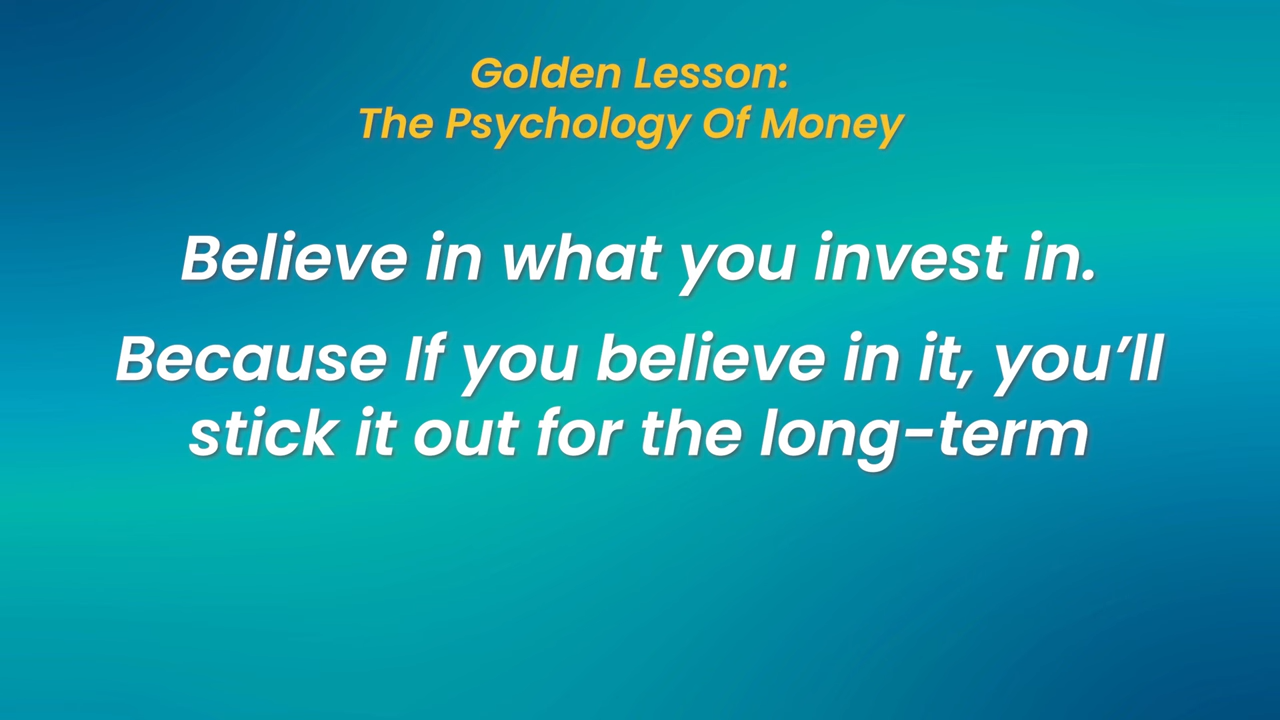 Golden Lesson:
The Psychology Of Money
Believe in what you invest in.
Because If you believe in it, you’ll
stick it out for the long-term